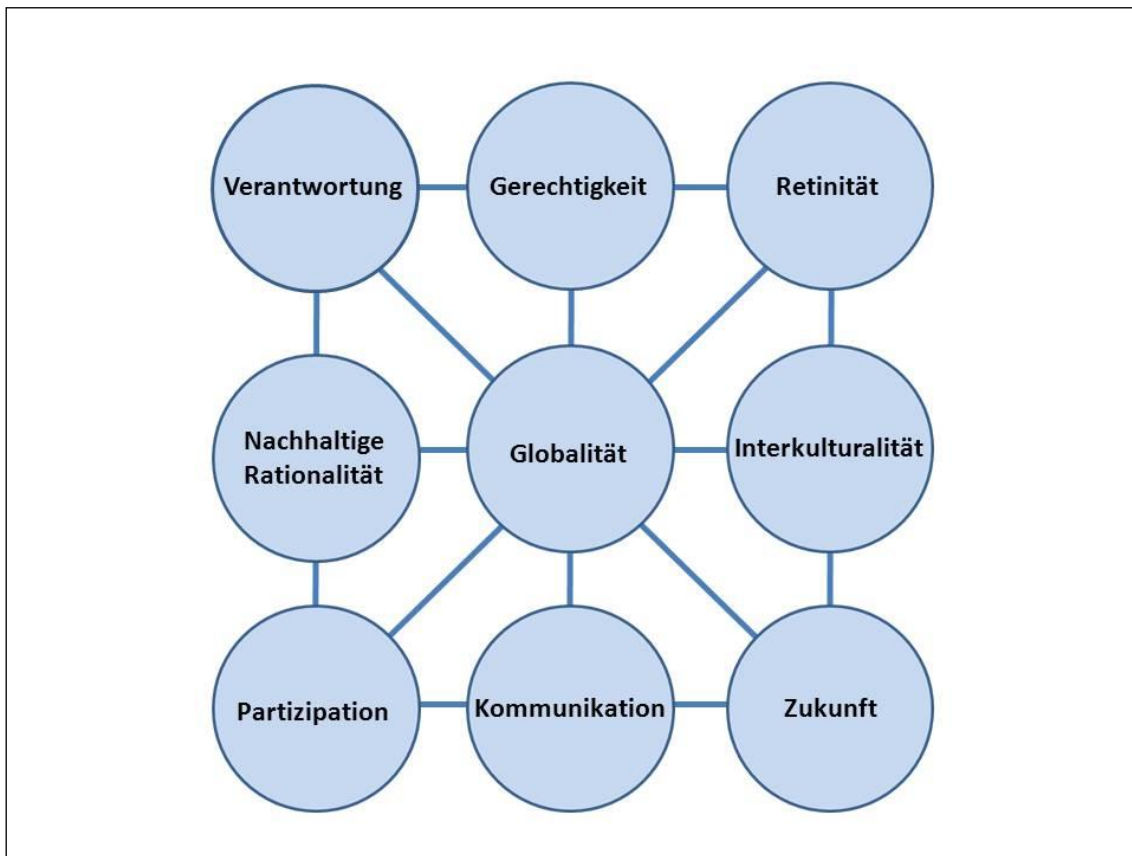 Verantwortung
Gerechtigkeit
Retinität
Nachhaltige
Rationalität
Globalität
Interkulturalität
Partizipation
Kommunikation
Zukunft